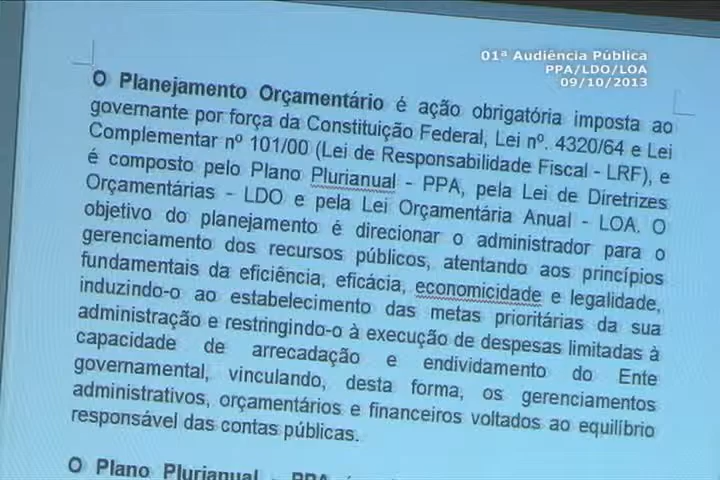 01ª Audiência Pública
PPA/LDO/LOA
09/10/2013
O Planejamento Orçamentário é ação obrigatória imposta ao
governante por força da Constituição Federal, Lei nº. 4320/64 e Lei
Complementar nº 101/00 (Lei de Responsabilidade Fiscal - LRF), e
é composto pelo Plano Plurianual - PPA, pela Lei de Diretrizes
Orçamentárias - LDO e pela Lei Orçamentária Anual - LOA. O
objetivo do planejamento é direcionar o administrador para o
gerenciamento dos recursos públicos, atentando aos princípios
fundamentais da eficiência, eficácia, economicidade e legalidade,
induzindo-o ao estabelecimento das metas prioritárias da sua
administração e restringindo-o à execução de despesas limitadas à
capacidade de arrecadação e endividamento do Ente
governamental, vinculando, desta forma, os gerenciamentos
administrativos, orçamentários e financeiros voltados ao equilíbrio
responsável das contas públicas.
O Plano Plurianual - PPA